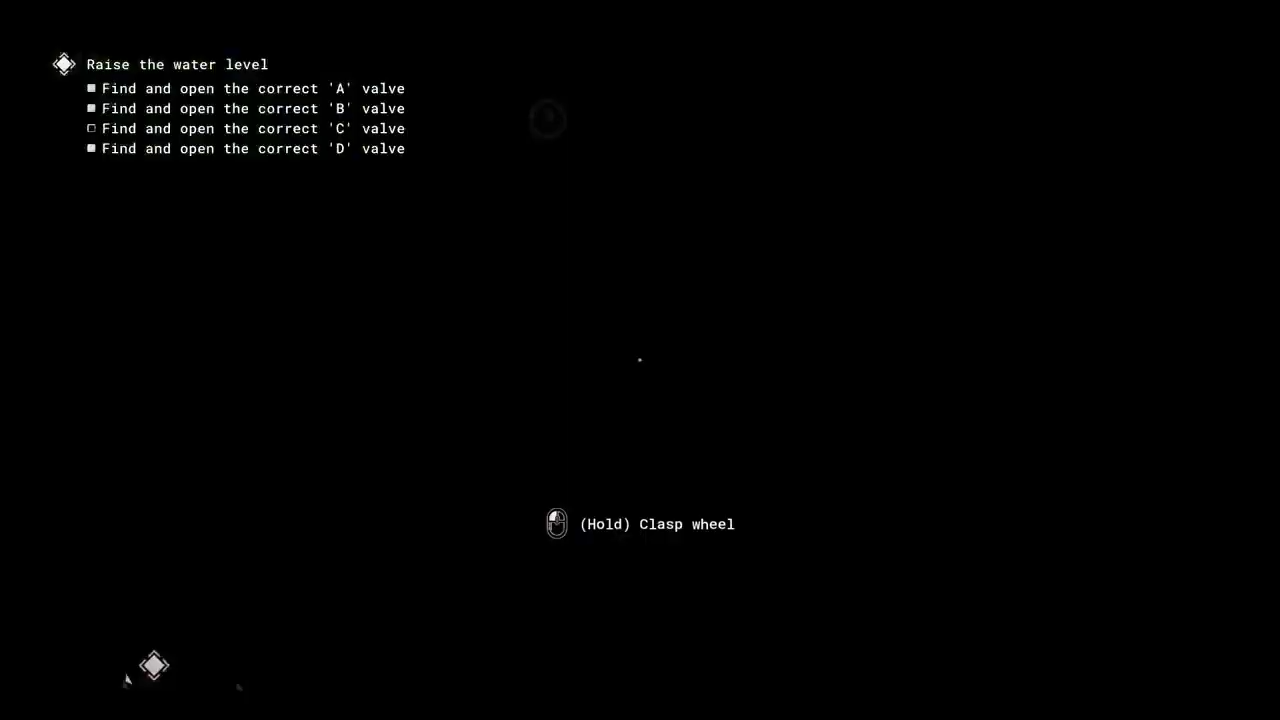 Raise the water level
Find and open the correct 'A' valve
Find and open the correct 'B' valve
Find and open the correct 'C' valve
Find and open the correct 'D' valve
(Hold) Clasp wheel